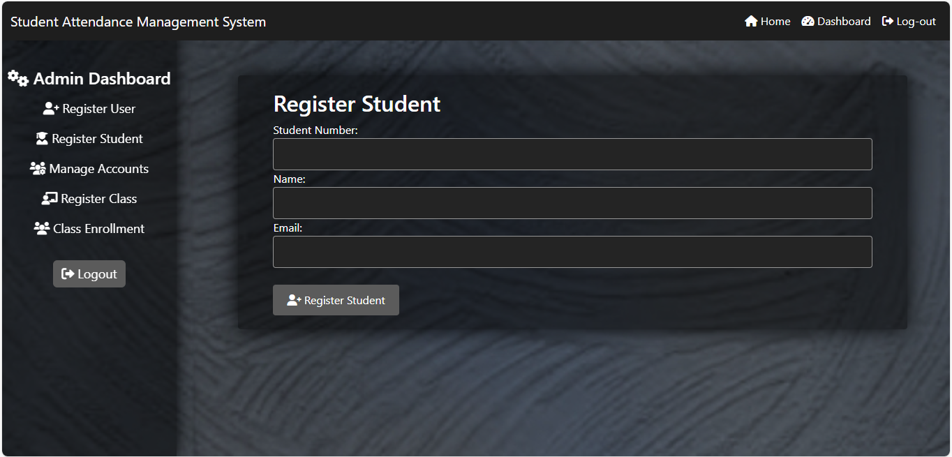 Student Attendance Management System
Home Dashboard Log-out
Admin Dashboard
Register User
Register Student
Manage Accounts
Register Class
Class Enrollment
Logout
Register Student
Student Number:
Name:
Email:
Register Student